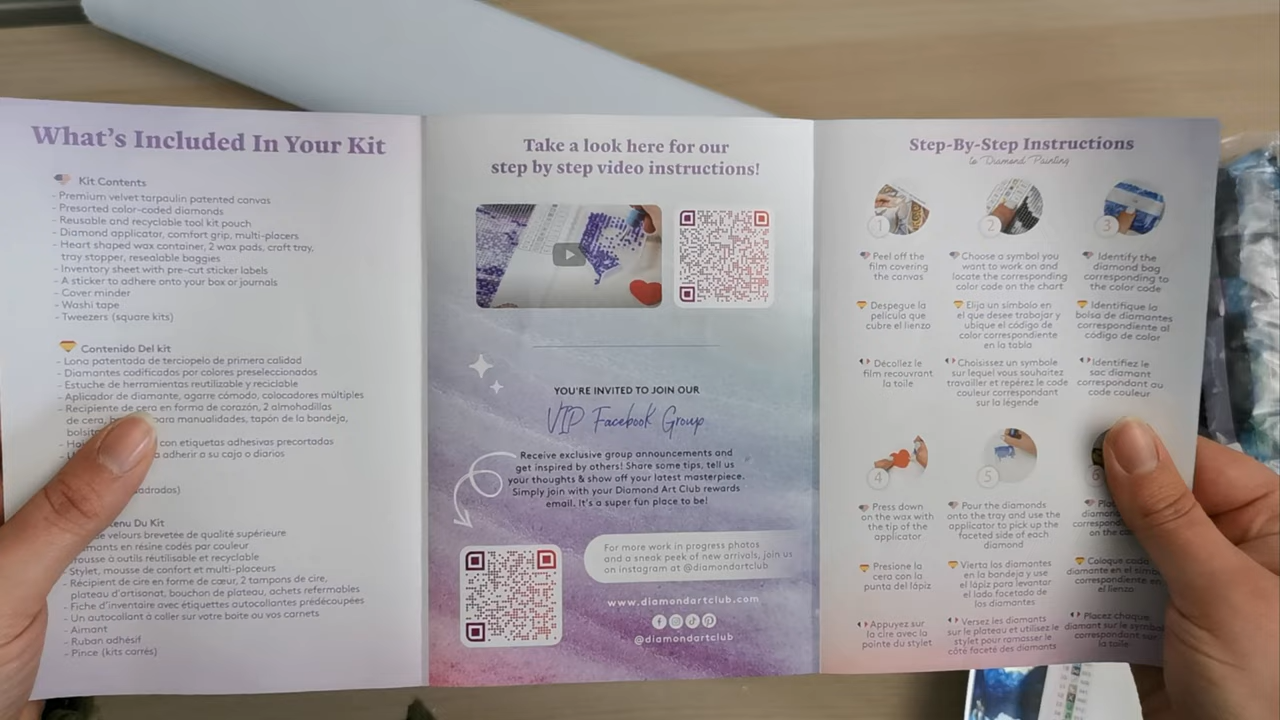 What's Included In Your Kit
Kit Contents
- Premium velvet tarpaulin patented canvas
- Presorted color-coded diamonds
- Reusable and recyclable tool kit pouch
- Diamond applicator, comfort grip, multi-placers
- Heart shaped wax container, 2 wax pads, craft tray,
tray stopper, resealable baggies
- Inventory sheet with pre-cut sticker labels
- A sticker to adhere onto your box or journals
- Cover minder
- Washi tape
- Tweezers (square kits)
Contenido Del kit
- Lona patentada de terciopelo de primera calidad
- Diamantes codificados por colores preseleccionados
- Estuche de herramientas reutilizable y reciclable
- Aplicador de diamante, agarre cómodo, colocadores múltiples
- Recipiente de cera en forma de corazón, 2 almohadillas
de cera, para manualidades, tapón de la bandeja,
con etiquetas adhesivas precortadas
adherir a su caja o diarios
Du Kit
velours brevetée de qualité supérieure
en résine codés par couleur
à outils réutilisable et recyclable
- Stylet, mousse de confort et multi-placeurs
- Récipient de cire en forme de cœur, 2 tampons de cire,
plateau d'artisanat, bouchon de plateau, achets refermables
- Fiche d'inventaire avec étiquettes autocollantes prédécoupées
- Un autocollant à coller sur votre boite ou vos carnets
- Aimant
- Ruban adhésif
- Pince (kits carrés)
Take a look here for our
step by step video instructions!
YOU'RE INVITED TO JOIN OUR
VIP Facebook Group
Receive exclusive group announcements and
get inspired by others! Share some tips, tell us
your thoughts & show off your latest masterpiece.
Simply join with your Diamond Art Club rewards
email. It's a super fun place to be!
For more work in progress photos
and a sneak peek of new arrivals, join us
on instagram at @diamondartclub
www.diamondartclub.com
@diamondartclub
Step-By-Step Instructions
to Diamond Painting
1
Peel off the
film covering
the canvas
Despegue la
película que
cubre el lienzo
Décollez le
film recouvrant
la toile
2
Choose a symbol you
want to work on and
locate the corresponding
color code on the chart
Elija un símbolo en
el que desee trabajar y
ubique el código de
color correspondiente
en la tabla
Choisissez un symbole
sur lequel vous souhaitez
travailler et repérez le code
couleur correspondant
sur la légende
3
Identify the
diamond bag
corresponding to
the color code
Identifique la
bolsa de diamantes
correspondiente al
código de color
Identifiez le
sac diamant
correspondant au
code couleur
4
Press down
on the wax with
the tip of the
applicator
Presione la
cera con la
punta del lápiz
Appuyez sur
la cire avec la
pointe du stylet
5
Pour the diamonds
onto the tray and use the
applicator to pick up the
faceted side of each
diamond
Vierta los diamantes
en la bandeja y use
el lápiz para levantar
el lado facetado de
los diamantes
Versez les diamants
sur le plateau et utilisez le
stylet pour ramasser le
côté faceté des diamants
6
on the
Coloque cada
diamante en el
correspondiente en
el lienzo
Placez chaque
diamant sur le symbole
correspondant sur
la toile